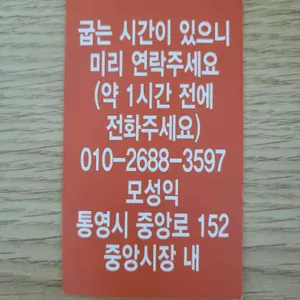 굽는 시간이 있으니
미리 연락주세요
(약 1시간 전에
전화주세요)
010-2688-3597
모성익
통영시 중앙로 152
중앙시장 내